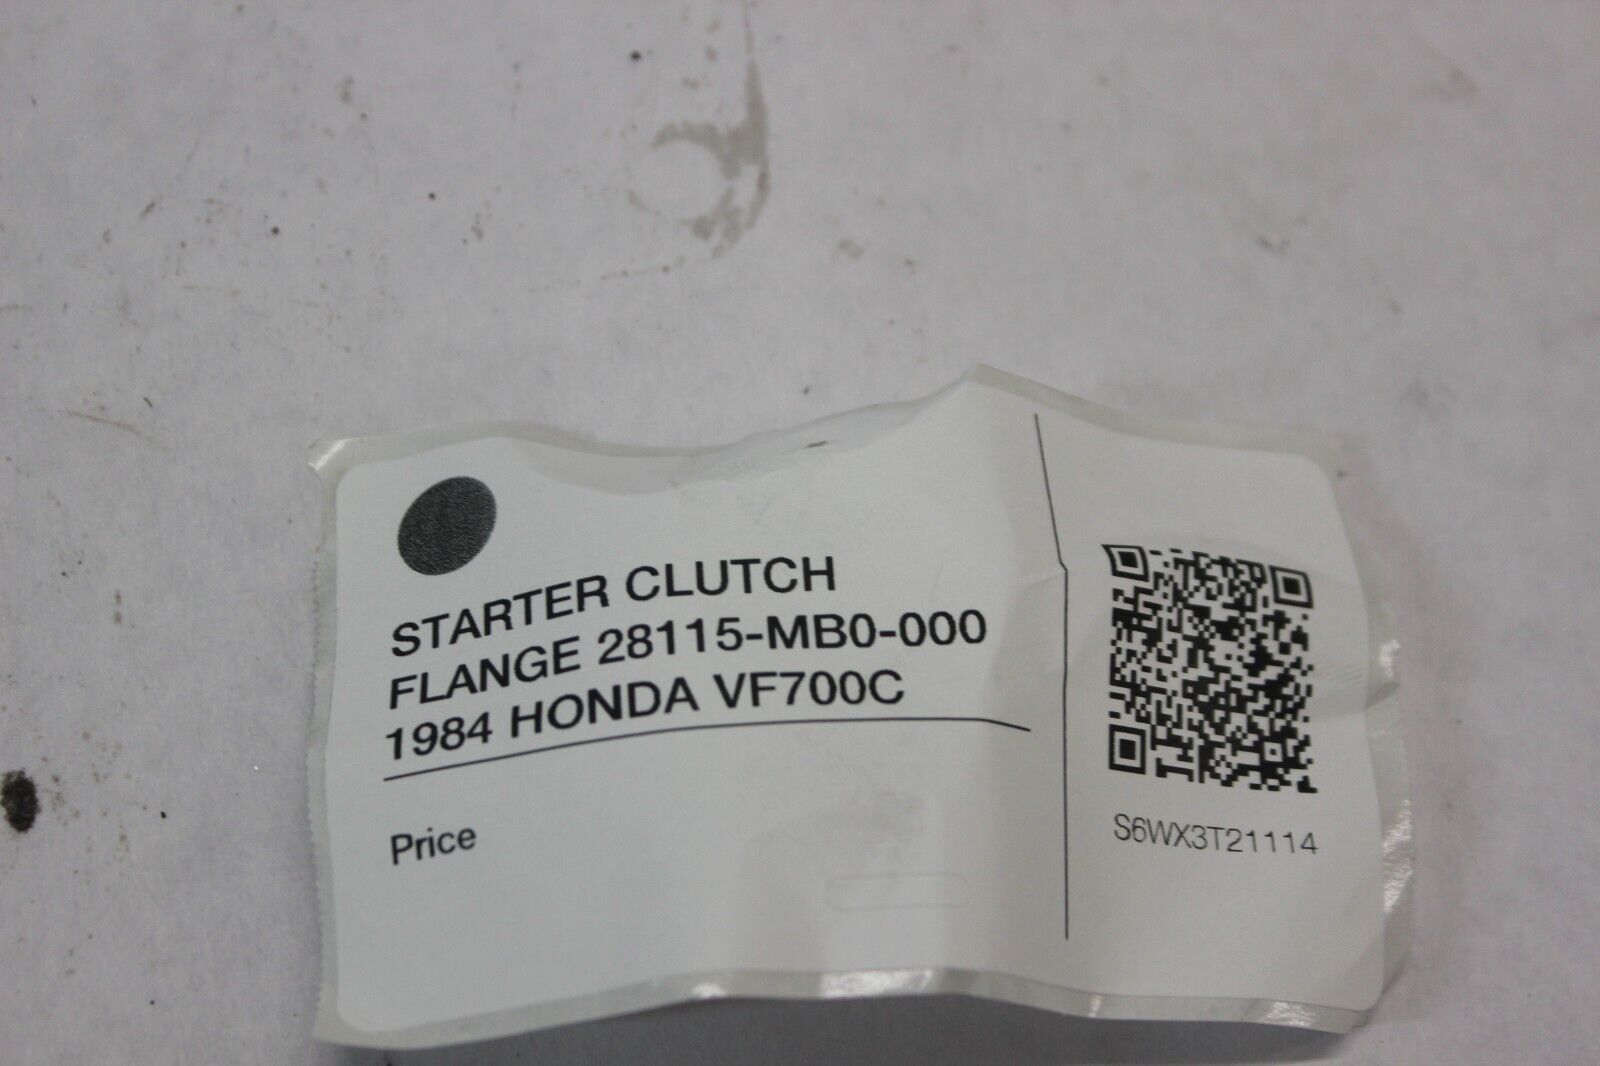 STARTER CLUTCH
FLANGE 28115-MB0-000
1984 HONDA VF700C
Price
S6WX3T21114